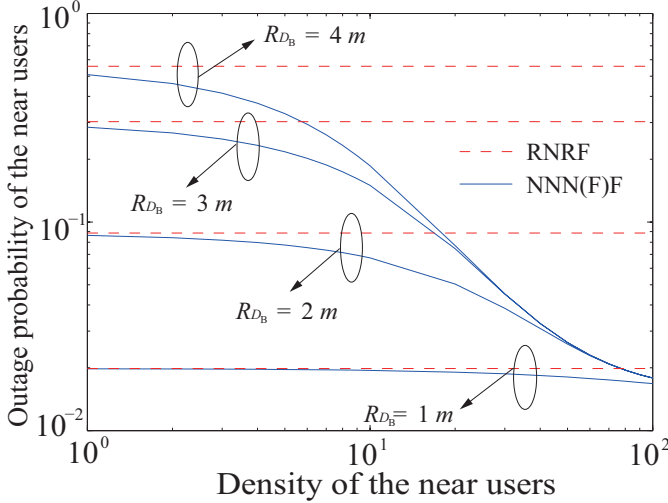 Outage probability of the near users
10^0
10^-1
10^-2
R_{D_B} = 4 m
R_{D_B} = 3 m
R_{D_B} = 2 m
R_{D_B} = 1 m
RNRF
NNN(F)F
10^0
10^1
10^2
Density of the near users